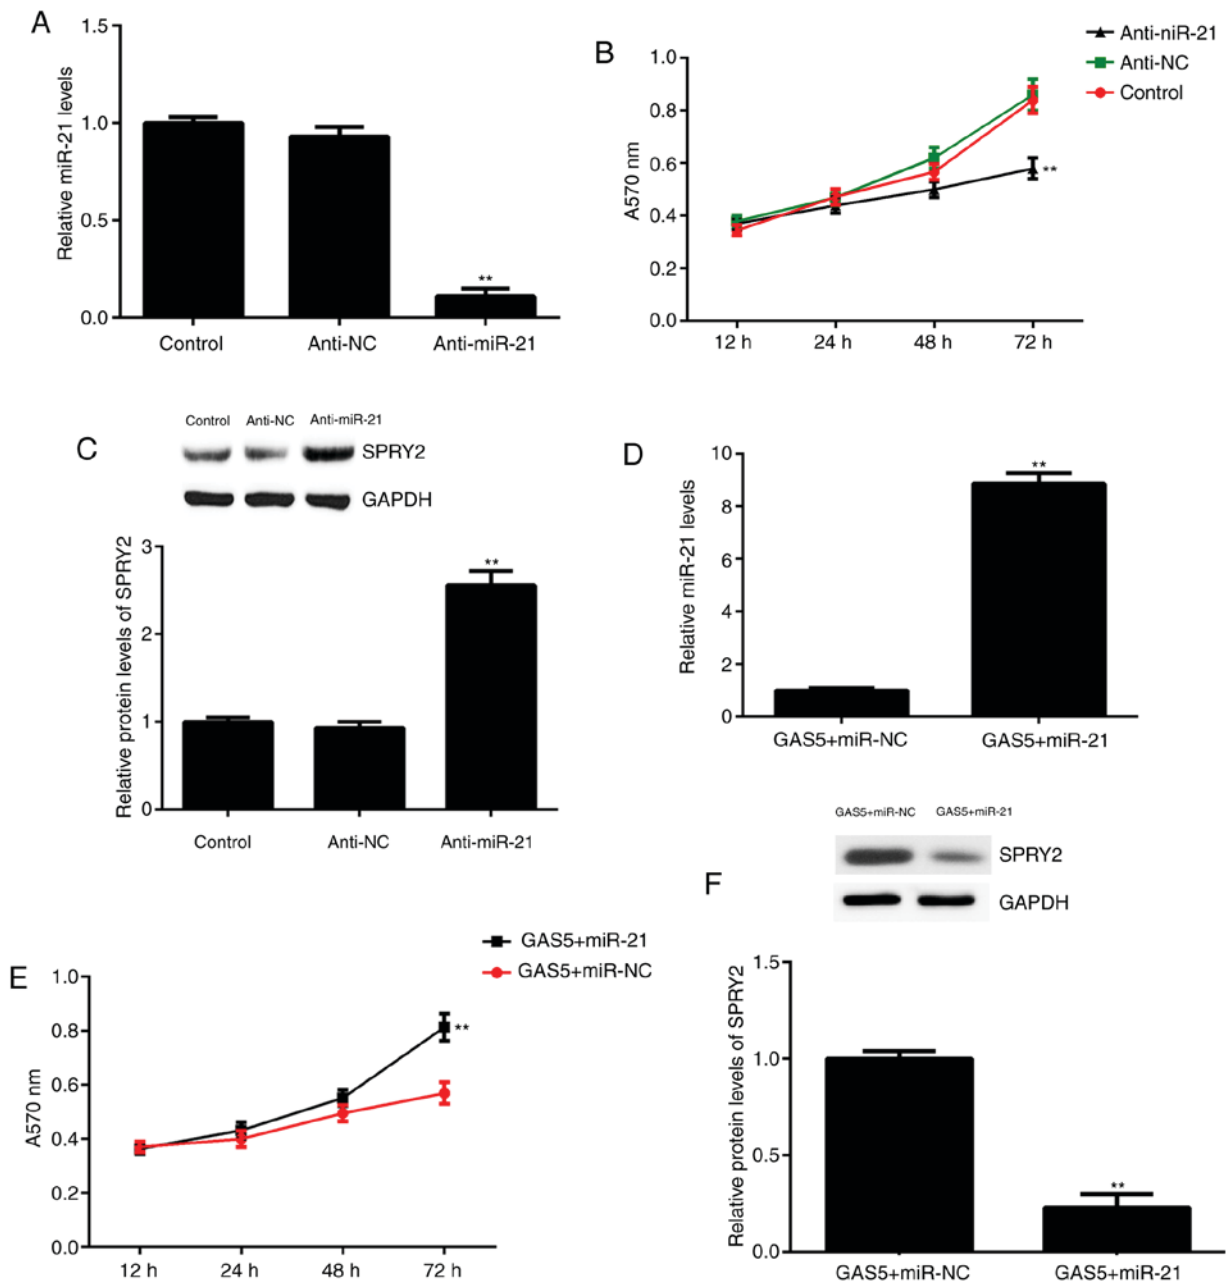 A
1.5
1.0
0.5
0.0
Relative miR-21 levels
**
Control Anti-NC Anti-miR-21
B
Anti-niR-21
Anti-NC
Control
1.0
0.8
0.6
0.4
0.2
0.0
A570 nm
**
12 h 24 h 48 h 72 h
C
Control Anti-NC Anti-miR-21
SPRY2
GAPDH
3
2
1
0
Relative protein levels of SPRY2
**
Control Anti-NC Anti-miR-21
D
10
8
6
4
2
0
Relative miR-21 levels
**
GAS5+miR-NC GAS5+miR-21
E
GAS5+miR-21
GAS5+miR-NC
1.0
0.8
0.6
0.4
0.2
0.0
A570 nm
**
12 h 24 h 48 h 72 h
F
GAS5+miR-NC GAS5+miR-21
SPRY2
GAPDH
1.5
1.0
0.5
0.0
Relative protein levels of SPRY2
**
GAS5+miR-NC GAS5+miR-21